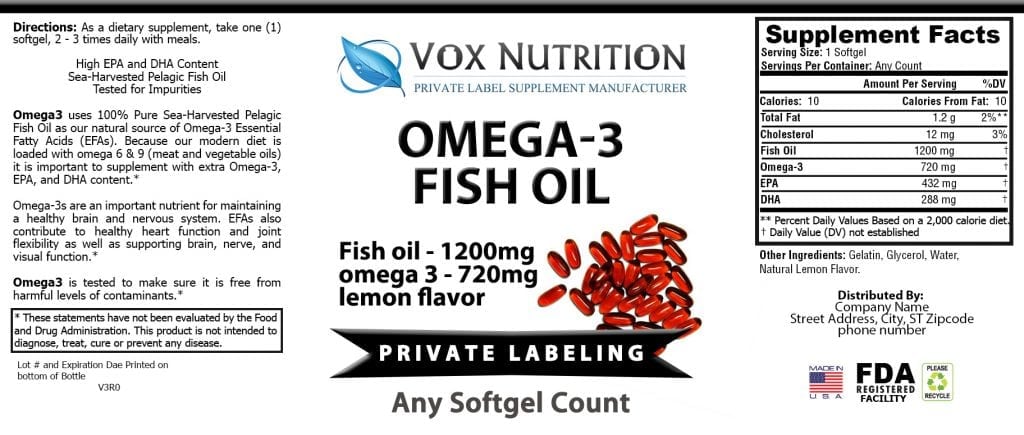 Directions: As a dietary supplement, take one (1)
softgel, 2 - 3 times daily with meals.
High EPA and DHA Content
Sea-Harvested Pelagic Fish Oil
Tested for Impurities
Omega3 uses 100% Pure Sea-Harvested Pelagic
Fish Oil as our natural source of Omega-3 Essential
Fatty Acids (EFAs). Because our modern diet is
loaded with omega 6 & 9 (meat and vegetable oils)
it is important to supplement with extra Omega-3,
EPA, and DHA content.*
Omega-3s are an important nutrient for maintaining
a healthy brain and nervous system. EFAs also
contribute to healthy heart function and joint
flexibility as well as supporting brain, nerve, and
visual function.*
Omega3 is tested to make sure it is free from
harmful levels of contaminants.*
* These statements have not been evaluated by the Food
and Drug Administration. This product is not intended to
diagnose, treat, cure or prevent any disease.
Lot # and Expiration Dae Printed on
bottom of Bottle
V3R0
VOX NUTRITION
PRIVATE LABEL SUPPLEMENT MANUFACTURER
OMEGA-3
FISH OIL
Fish oil - 1200mg
omega 3 - 720mg
lemon flavor
PRIVATE LABELING
Any Softgel Count
Supplement Facts
Serving Size: 1 Softgel
Servings Per Container: Any Count
Amount Per Serving %DV
Calories: 10 Calories From Fat: 10
Total Fat 1.2 g 2%**
Cholesterol 12 mg 3%
Fish Oil 1200 mg †
Omega-3 720 mg †
EPA 432 mg †
DHA 288 mg †
** Percent Daily Values Based on a 2,000 calorie diet.
† Daily Value (DV) not established
Other Ingredients: Gelatin, Glycerol, Water,
Natural Lemon Flavor.
Distributed By:
Company Name
Street Address, City, ST Zipcode
phone number
MADE IN
U.S.A
FDA
REGISTERED
FACILITY
PLEASE
RECYCLE